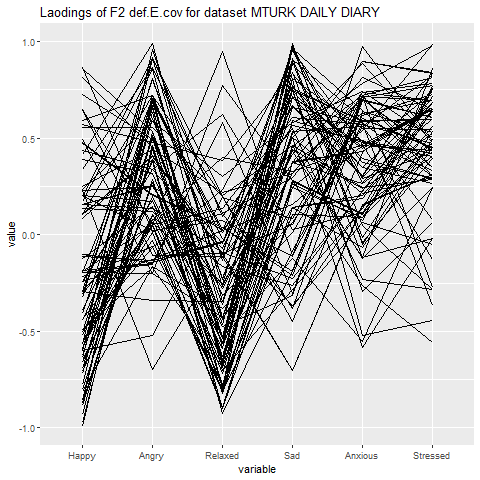 Laodings of F2 def.E.cov for dataset MTURK DAILY DIARY
1.0
0.5
0.0
-0.5
-1.0
value
Happy Angry Relaxed Sad Anxious Stressed
variable